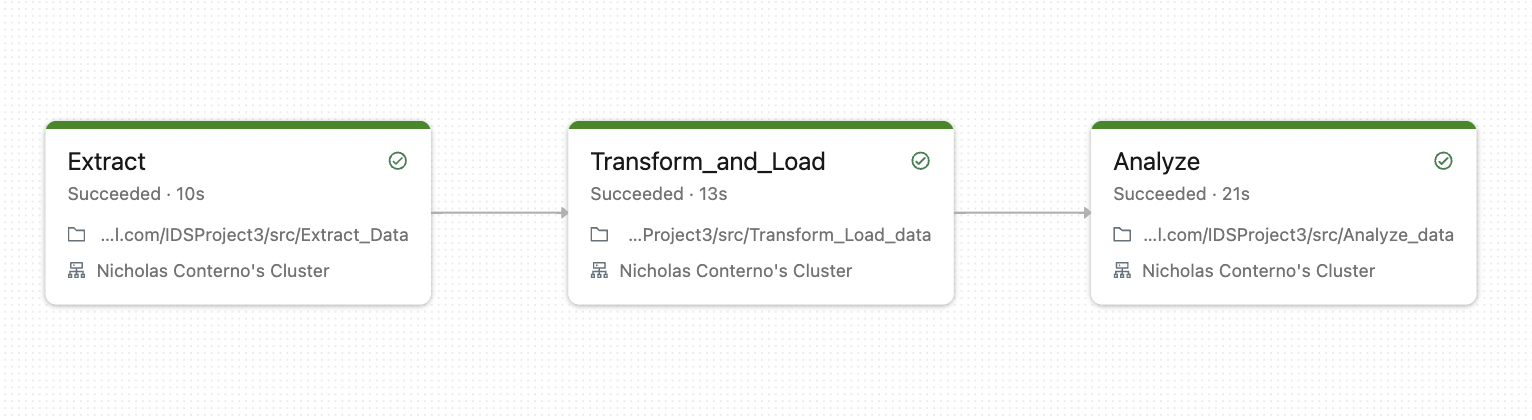 Extract
Succeeded · 10s
...l.com/IDSProject3/src/Extract_Data
Nicholas Conterno's Cluster
Transform_and_Load
Succeeded · 13s
...Project3/src/Transform_Load_data
Nicholas Conterno's Cluster
Analyze
Succeeded · 21s
...l.com/IDSProject3/src/Analyze_data
Nicholas Conterno's Cluster